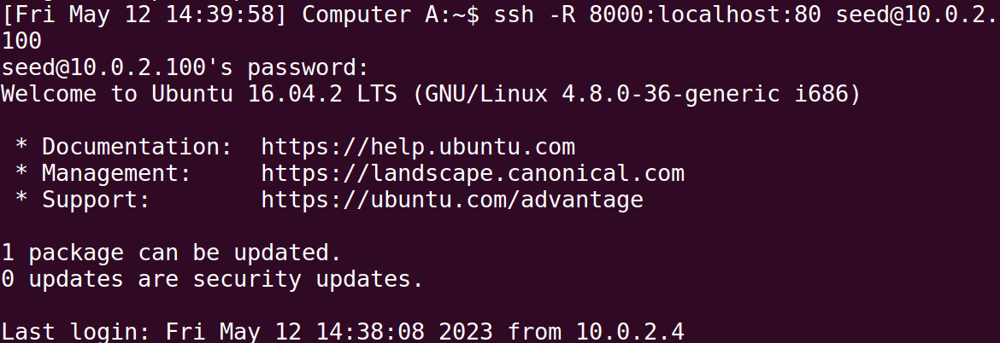 [Fri May 12 14:39:58] Computer A:~$ ssh -R 8000:localhost:80 seed@10.0.2.
100
seed@10.0.2.100's password:
Welcome to Ubuntu 16.04.2 LTS (GNU/Linux 4.8.0-36-generic i686)
* Documentation:  https://help.ubuntu.com
* Management:     https://landscape.canonical.com
* Support:        https://ubuntu.com/advantage
1 package can be updated.
0 updates are security updates.
Last login: Fri May 12 14:38:08 2023 from 10.0.2.4